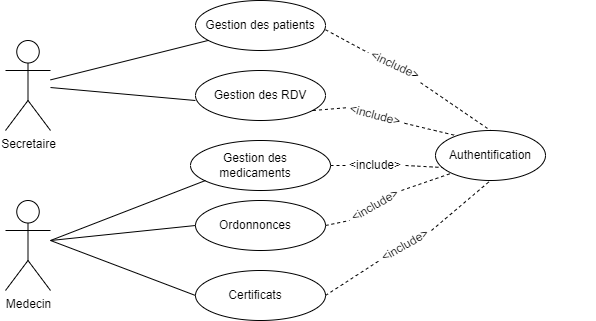 Gestion des patients
<include>
Gestion des RDV
<include>
Secretaire
Authentification
Gestion des
medicaments
<include>
<include>
Ordonnonces
<include>
Certificats
Medecin